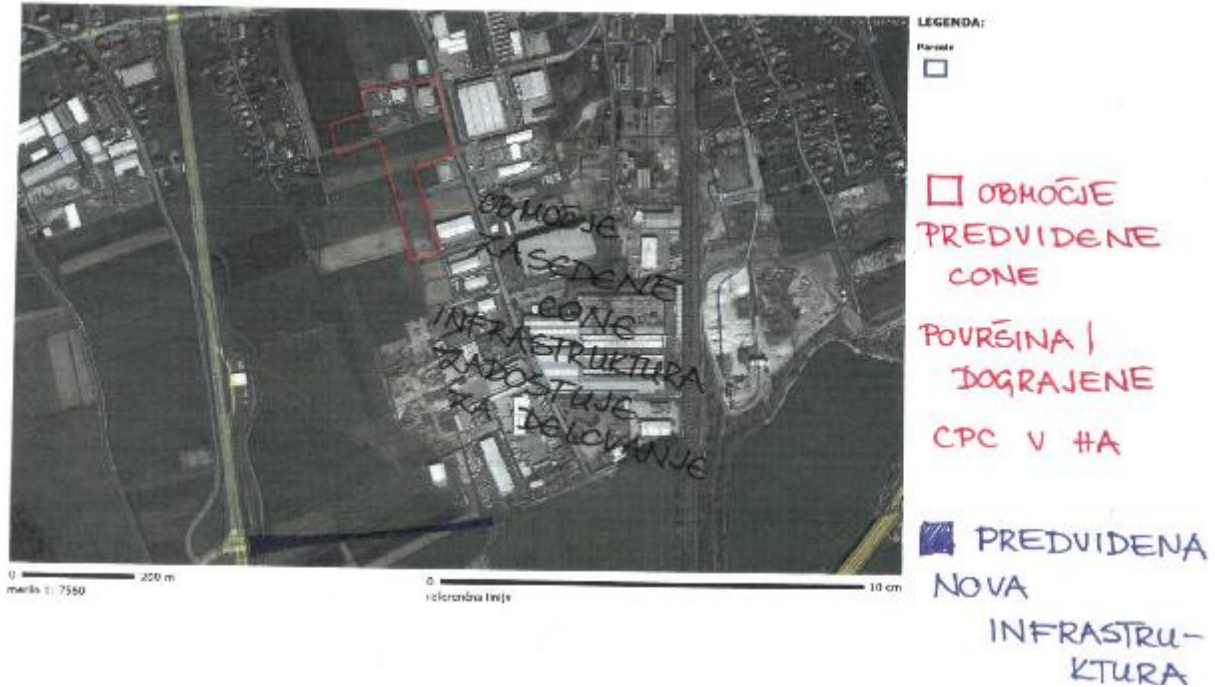 LEGENDA:
Parcele
OBMOČJE
PREDVIDENE
CONE
POVRŠINA
DOGRAJENE
CPC V HA
PREDVIDENA
NOVA
INFRASTRU-
KTURA
OBMOČJE
ZASEDENE
CONE
INFRASTRUKTURA
ZADOSTUJE
ZA DELOVANJE
0 200 m
merilo 1: 7560
0 10 cm
referenčna linija